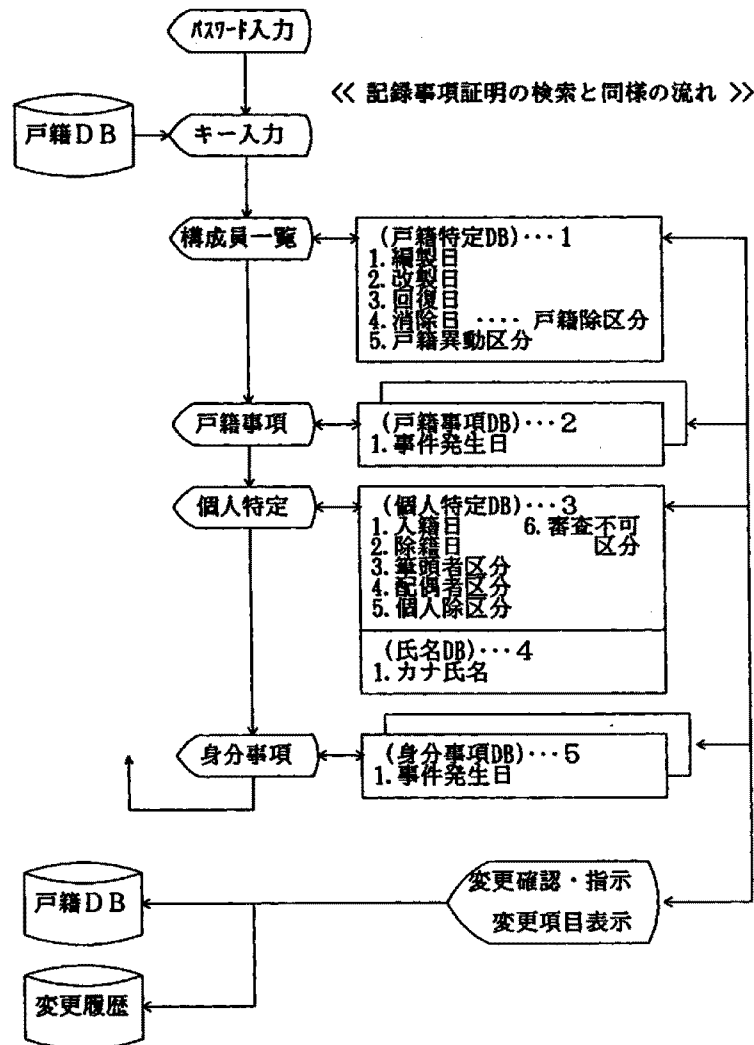 パスワード入力
≪ 記録事項証明の検索と同様の流れ ≫
戸籍DB
キー入力
構成員一覧
(戸籍特定DB)···1
1.編製日
2.改製日
3.回復日
4.消除日 ···· 戸籍除区分
5.戸籍異動区分
戸籍事項
(戸籍事項DB)···2
1.事件発生日
個人特定
(個人特定DB)···3
1.入籍日 6.審査不可
2.除籍日 区分
3.筆頭者区分
4.配偶者区分
5.個人除区分
(氏名DB)···4
1.カナ氏名
身分事項
(身分事項DB)···5
1.事件発生日
変更確認・指示
戸籍DB
変更項目表示
変更履歴